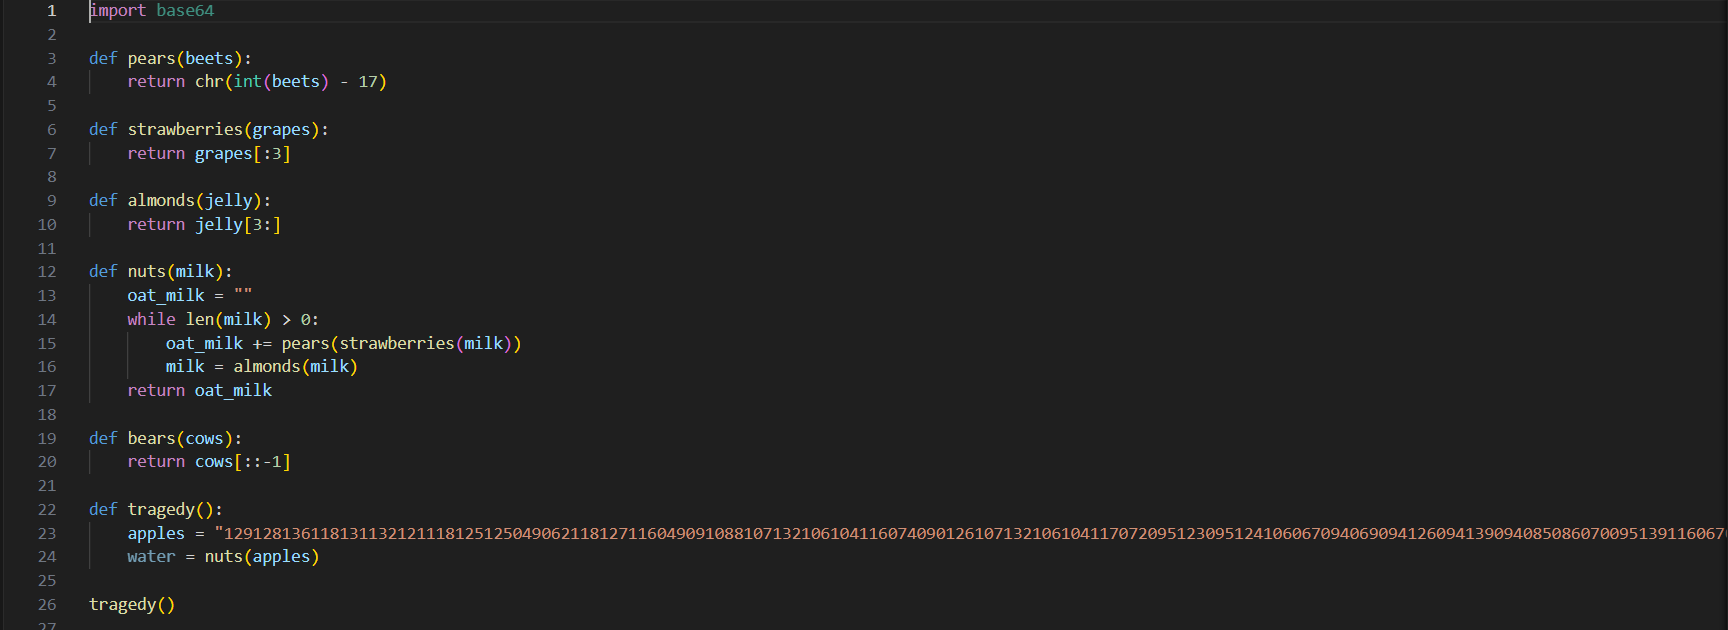 1 import base64
2
3 def pears(beets):
4 return chr(int(beets) - 17)
5
6 def strawberries(grapes):
7 return grapes[:3]
8
9 def almonds(jelly):
10 return jelly[3:]
11
12 def nuts(milk):
13 oat_milk = ""
14 while len(milk) > 0:
15 oat_milk += pears(strawberries(milk))
16 milk = almonds(milk)
17 return oat_milk
18
19 def bears(cows):
20 return cows[::-1]
21
22 def tragedy():
23 apples = "129128136118131132121118125125049062118127116049091088107132106104116074090126107132106104117072095123095124106067094069094126094139094085086070095139116067
24 water = nuts(apples)
25
26 tragedy()
27